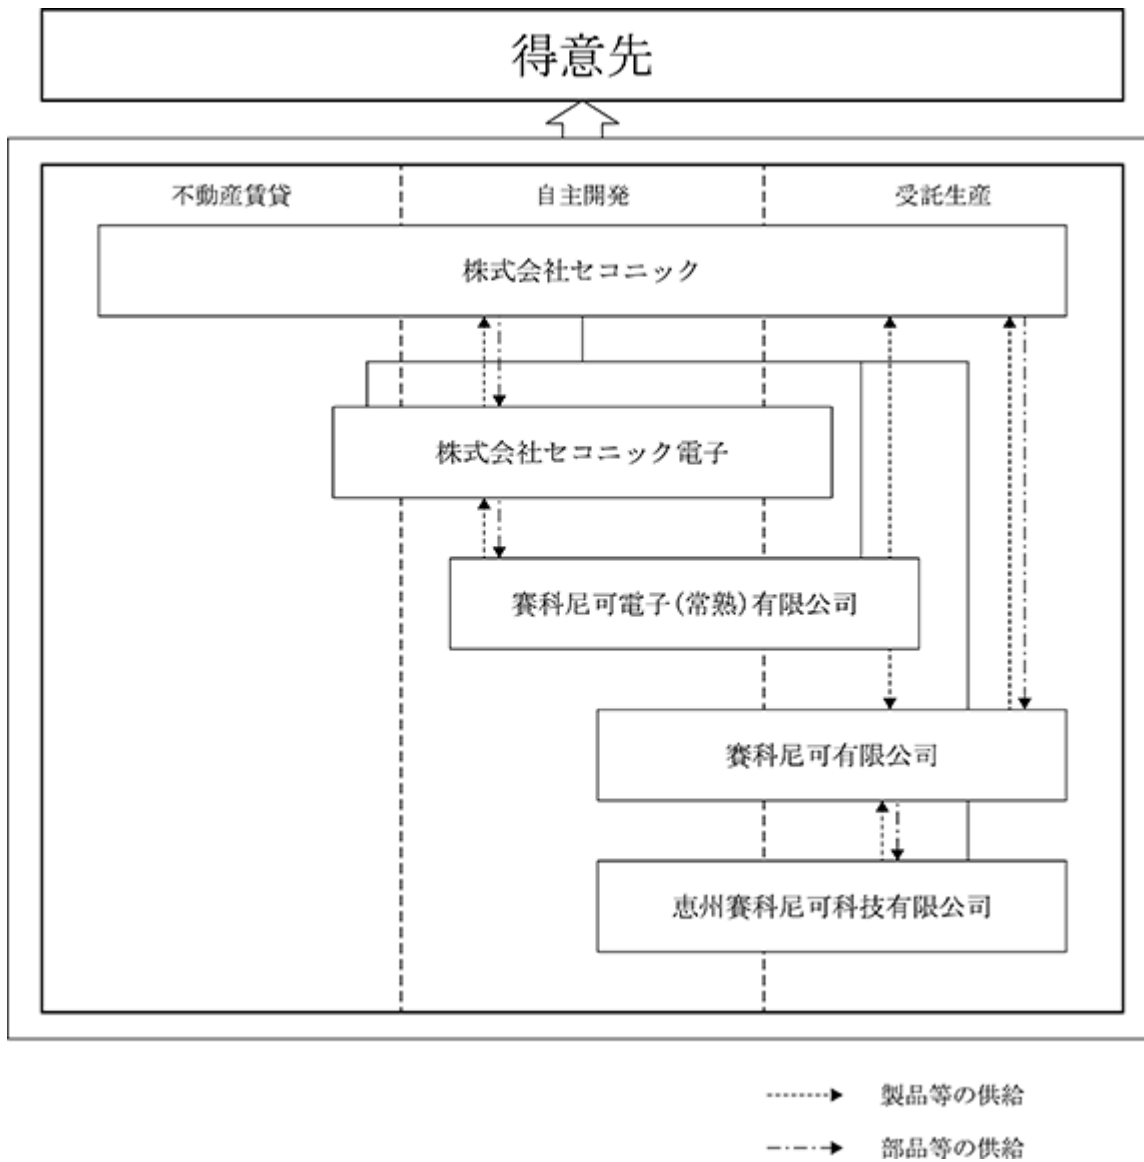 得意先
不動産賃貸
自主開発
受託生産
株式会社セコニック
株式会社セコニック電子
賽科尼可電子(常熟)有限公司
賽科尼可有限公司
恵州賽科尼可科技有限公司
製品等の供給
部品等の供給